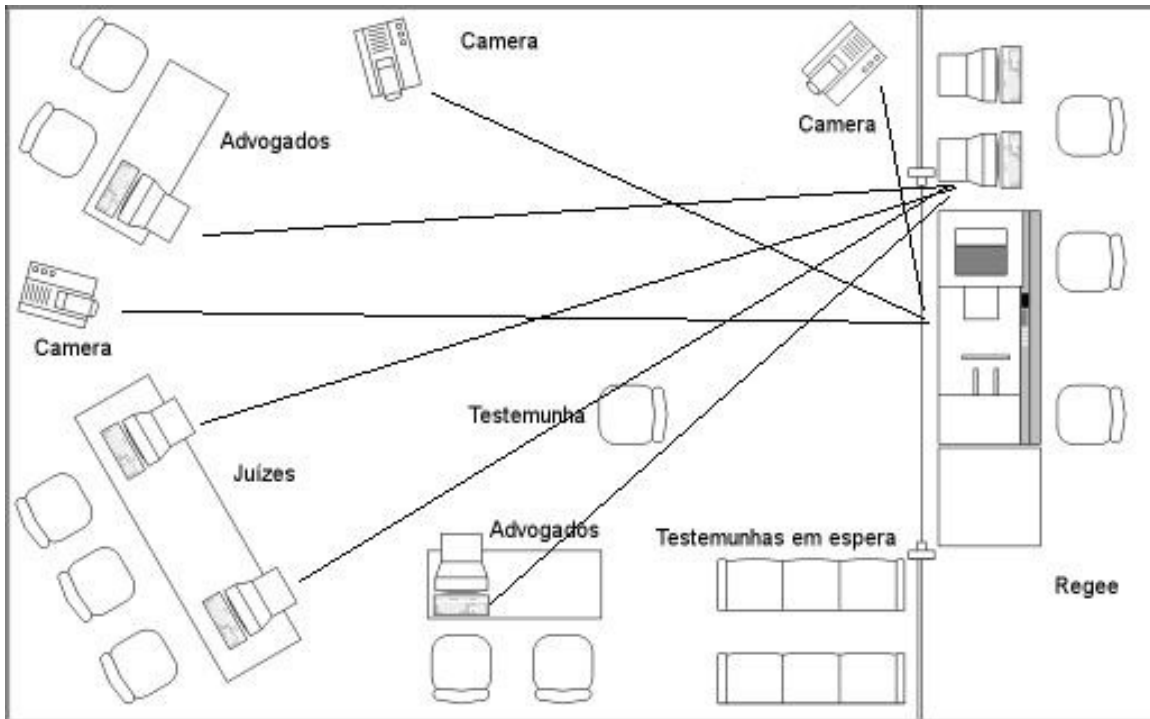 Camera
Camera
Advogados
Camera
Testemunha
Juízes
Advogados
Testemunhas em espera
Regee